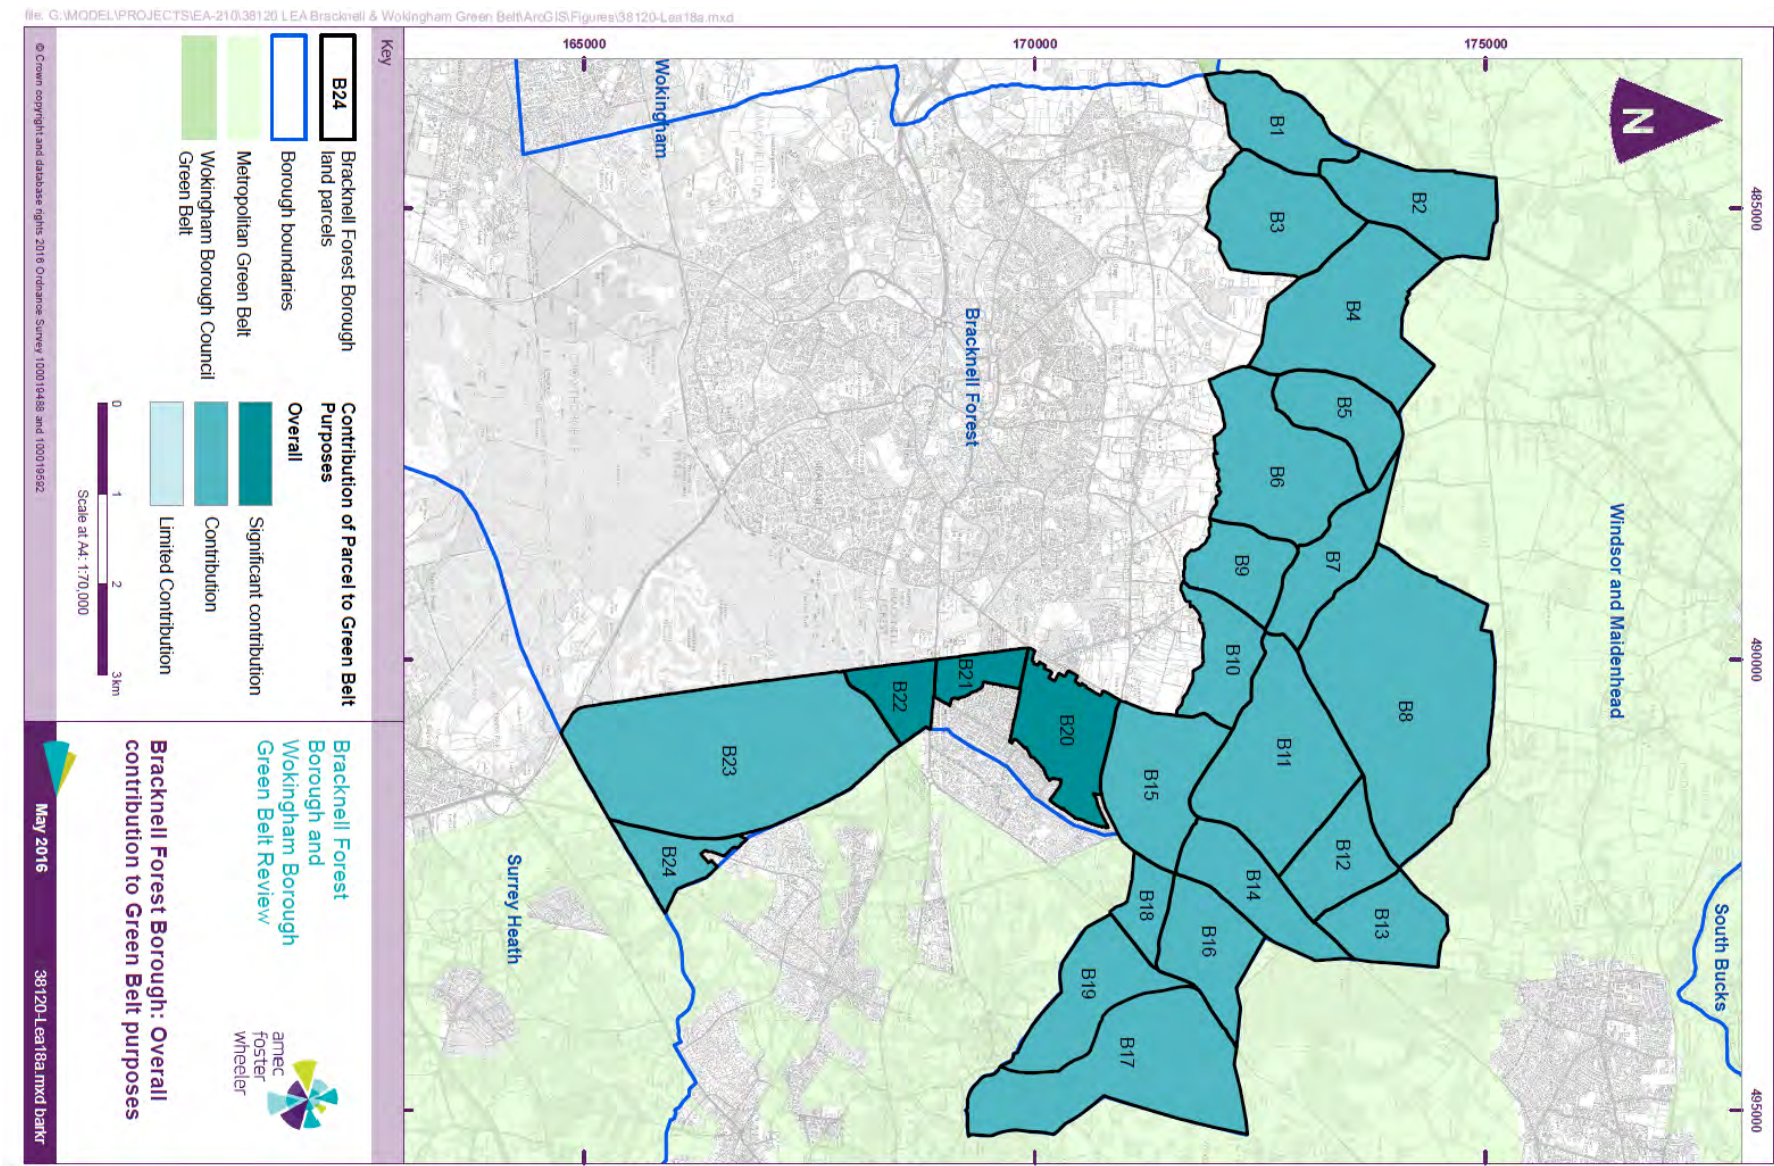 file: G:\MODEL\PROJECTS\EA-210\38120 LEA Bracknell & Wokingham Green Belt\ArcGIS\Figures\38120-Lea18a.mxd
165000
170000
175000
485000
490000
495000
N
Wokingham
Bracknell Forest
Windsor and Maidenhead
South Bucks
Surrey Heath
B1
B2
B3
B4
B5
B6
B7
B8
B9
B10
B11
B12
B13
B14
B15
B16
B17
B18
B19
B20
B21
B22
B23
B24
Key
B24
Bracknell Forest Borough
land parcels
Borough boundaries
Metropolitan Green Belt
Wokingham Borough Council
Green Belt
Contribution of Parcel to Green Belt
Purposes
Overall
Significant contribution
Contribution
Limited Contribution
0 1 2 3 km
Scale at A4: 1:70,000
© Crown copyright and database rights 2016 Ordnance Survey 100019488 and 100019592
Bracknell Forest
Borough and
Wokingham Borough
Green Belt Review
amec
foster
wheeler
Bracknell Forest Borough: Overall
contribution to Green Belt purposes
May 2016
38120-Lea18a.mxd barkr